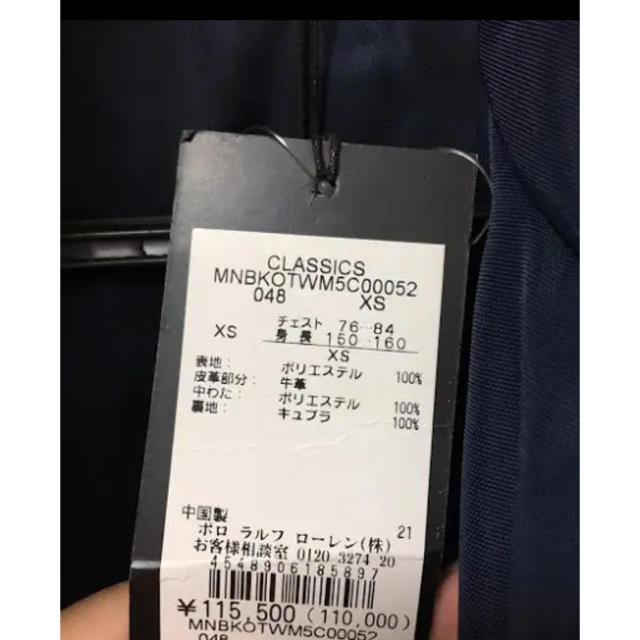 CLASSICS
MNBKOTWM5C00052
048 XS
XS チェスト 76…84
身長 150…160
XS
表地: ポリエステル 100%
皮革部分: 牛革
中わた: ポリエステル 100%
裏地: キュプラ 100%
中国製 21
ポロ ラルフ ローレン(株)
お客様相談室 0120 3274 20
4548906185897
¥115,500 (110,000)
MNBKOTWM5C00052
048